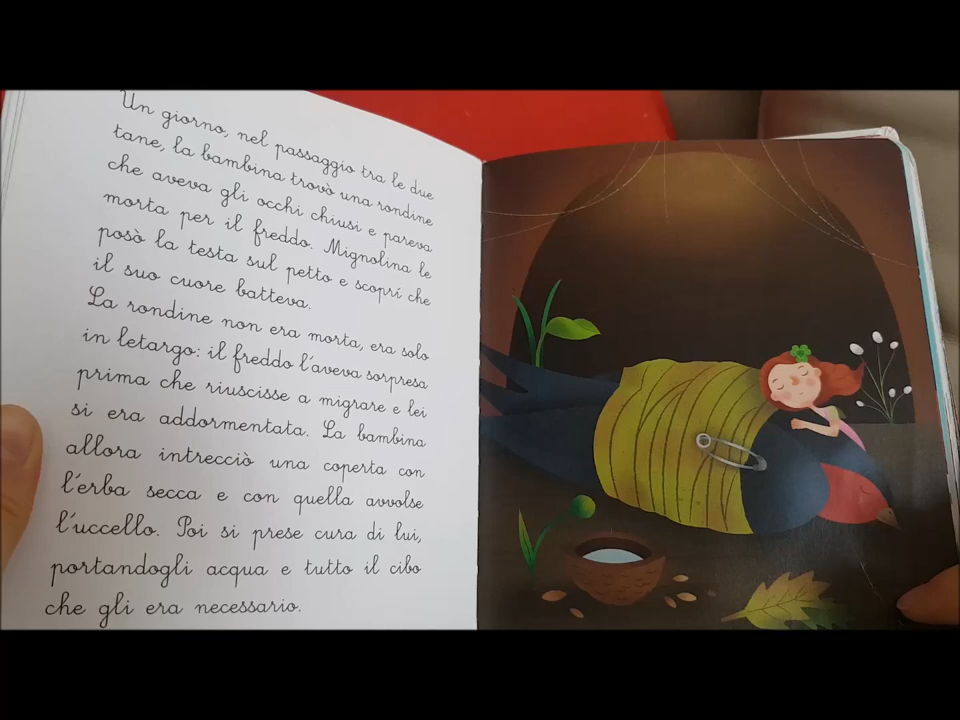 Un giorno, nel passaggio tra le due
tane, la bambina trovò una rondine
che aveva gli occhi chiusi e pareva
morta per il freddo. Mignolina le
posò la testa sul petto e scoprí che
il suo cuore batteva.
La rondine non era morta, era solo
in letargo: il freddo l'aveva sorpresa
prima che riuscisse a migrare e lei
si era addormentata. La bambina
allora intrecciò una coperta con
l'erba secca e con quella avvolse
l'uccello. Poi si prese cura di lui,
portandogli acqua e tutto il cibo
che gli era necessario.